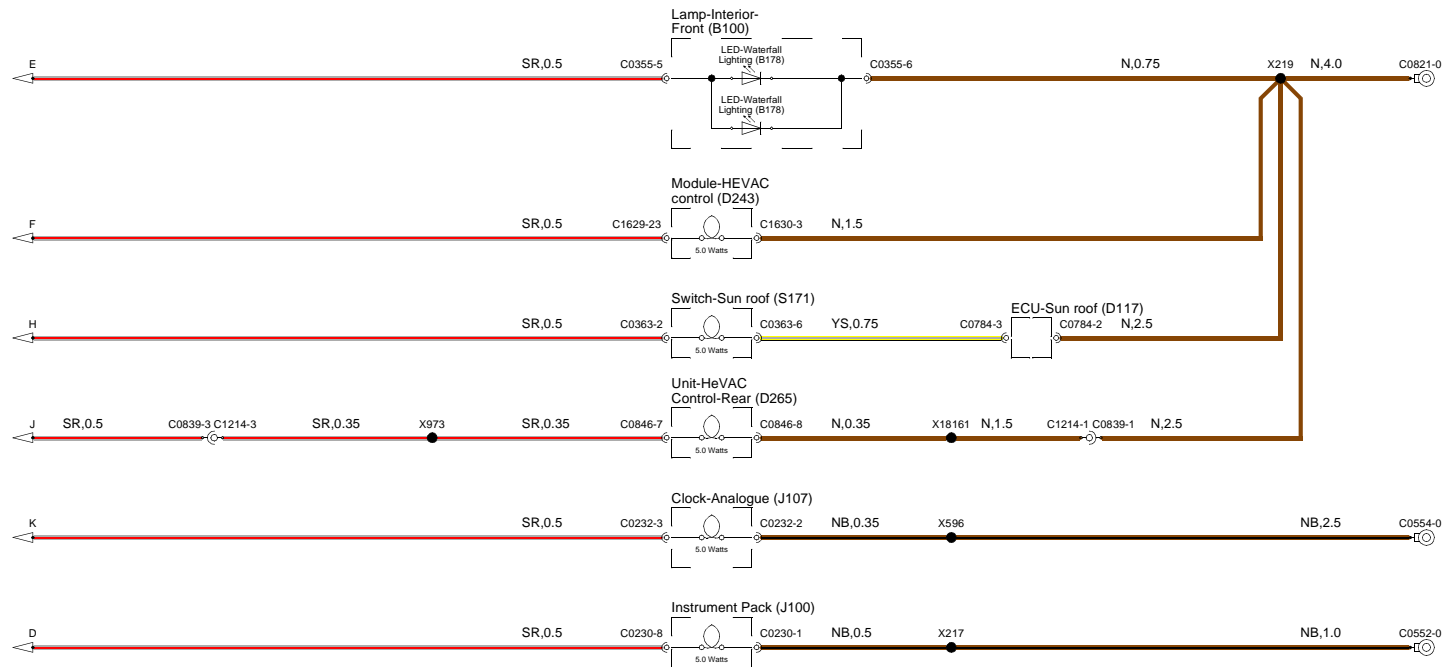 Lamp-Interior-
Front (B100)
LED-Waterfall
Lighting (B178)
E
SR,0.5
C0355-5
C0355-6
N,0.75
X219
N,4.0
C0821-0
LED-Waterfall
Lighting (B178)
Module-HEVAC
control (D243)
F
SR,0.5
C1629-23
C1630-3
N,1.5
5.0 Watts
Switch-Sun roof (S171)
ECU-Sun roof (D117)
H
SR,0.5
C0363-2
C0363-6
YS,0.75
C0784-3
C0784-2
N,2.5
5.0 Watts
Unit-HeVAC
Control-Rear (D265)
J
SR,0.5
C0839-3 C1214-3
SR,0.35
X973
SR,0.35
C0846-7
C0846-8
N,0.35
X18161
N,1.5
C1214-1 C0839-1
N,2.5
5.0 Watts
Clock-Analogue (J107)
K
SR,0.5
C0232-3
C0232-2
NB,0.35
X596
NB,2.5
C0554-0
5.0 Watts
Instrument Pack (J100)
D
SR,0.5
C0230-8
C0230-1
NB,0.5
X217
NB,1.0
C0552-0
5.0 Watts